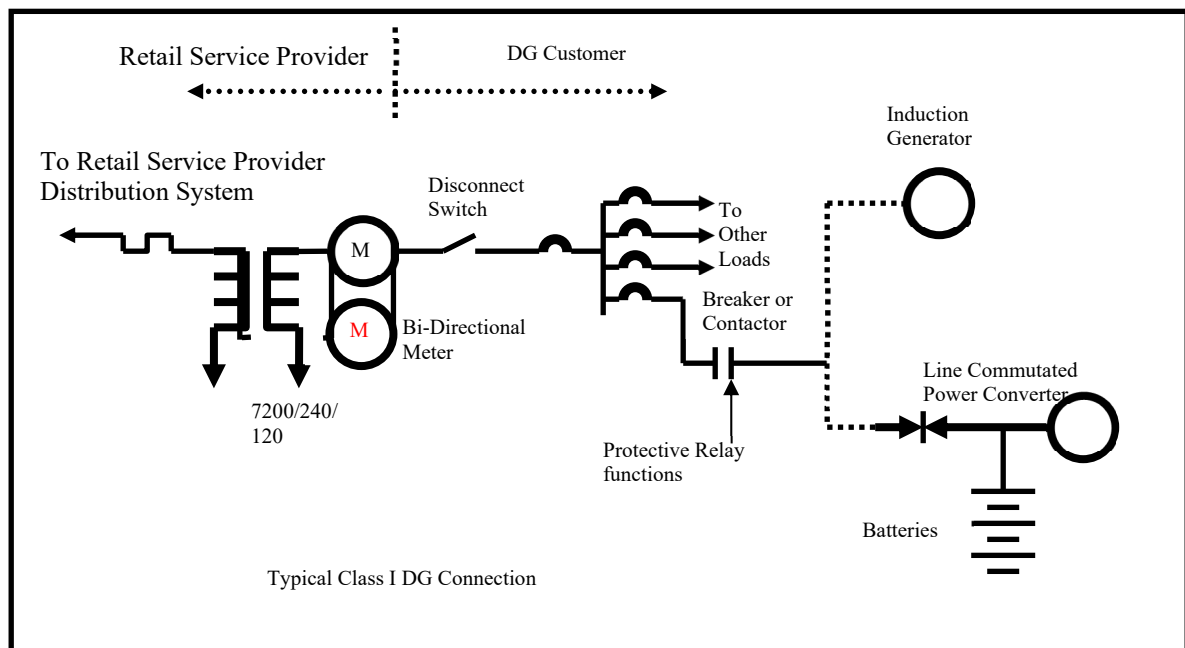 Retail Service Provider
DG Customer
Induction
Generator
To Retail Service Provider
Distribution System
Disconnect
Switch
To
Other
Loads
M
M
Bi-Directional
Meter
Breaker or
Contactor
Line Commutated
Power Converter
7200/240/
120
Protective Relay
functions
Batteries
Typical Class I DG Connection